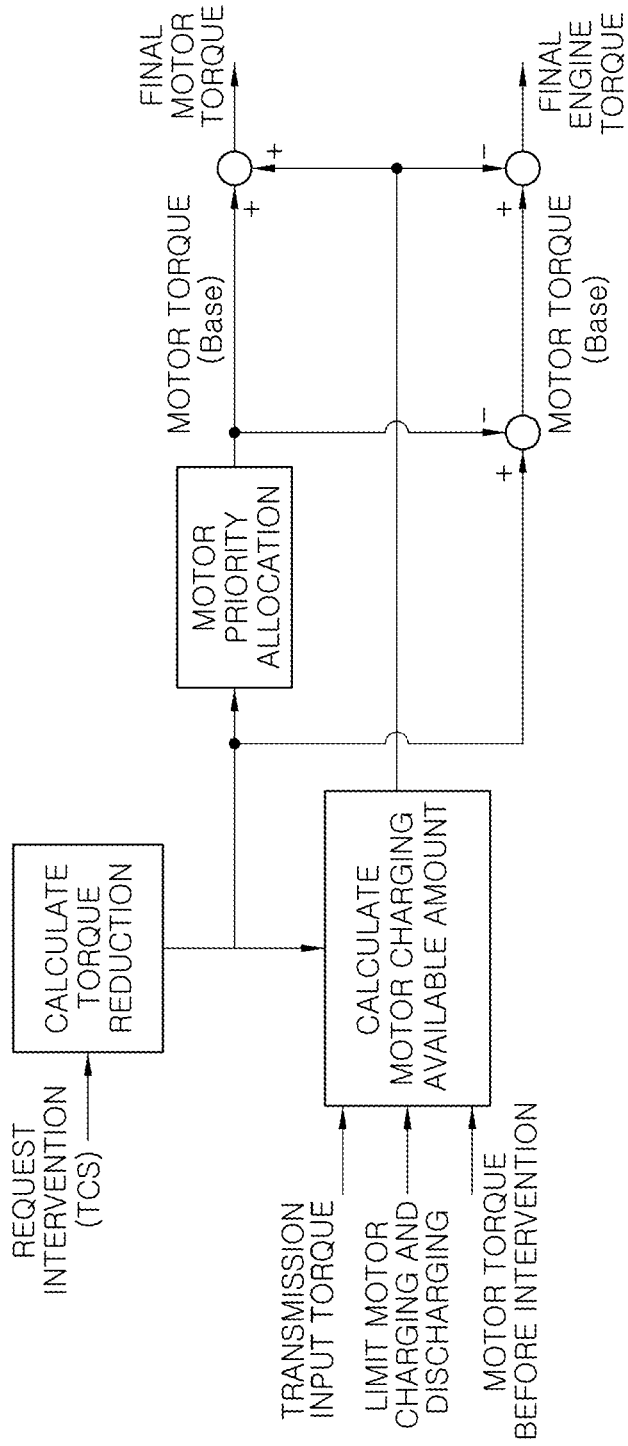 REQUEST
INTERVENTION
(TCS)
CALCULATE
TORQUE
REDUCTION
TRANSMISSION
INPUT TORQUE
LIMIT MOTOR
CHARGING AND
DISCHARGING
MOTOR TORQUE
BEFORE INTERVENTION
CALCULATE
MOTOR CHARGING
AVAILABLE AMOUNT
MOTOR
PRIORITY
ALLOCATION
MOTOR TORQUE
(Base)
+
+
FINAL
MOTOR
TORQUE
+
−
MOTOR TORQUE
(Base)
+
−
FINAL
ENGINE
TORQUE